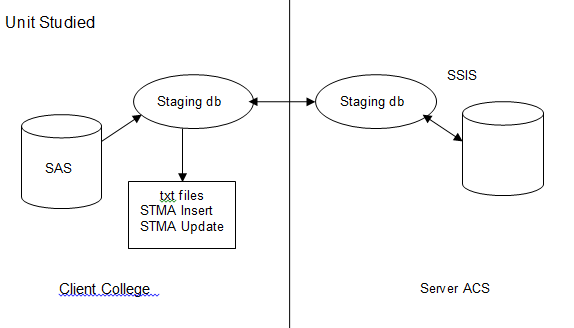 Unit Studied
SSIS
Staging db
Staging db
SAS
txt files
STMA Insert
STMA Update
Client College
Server ACS